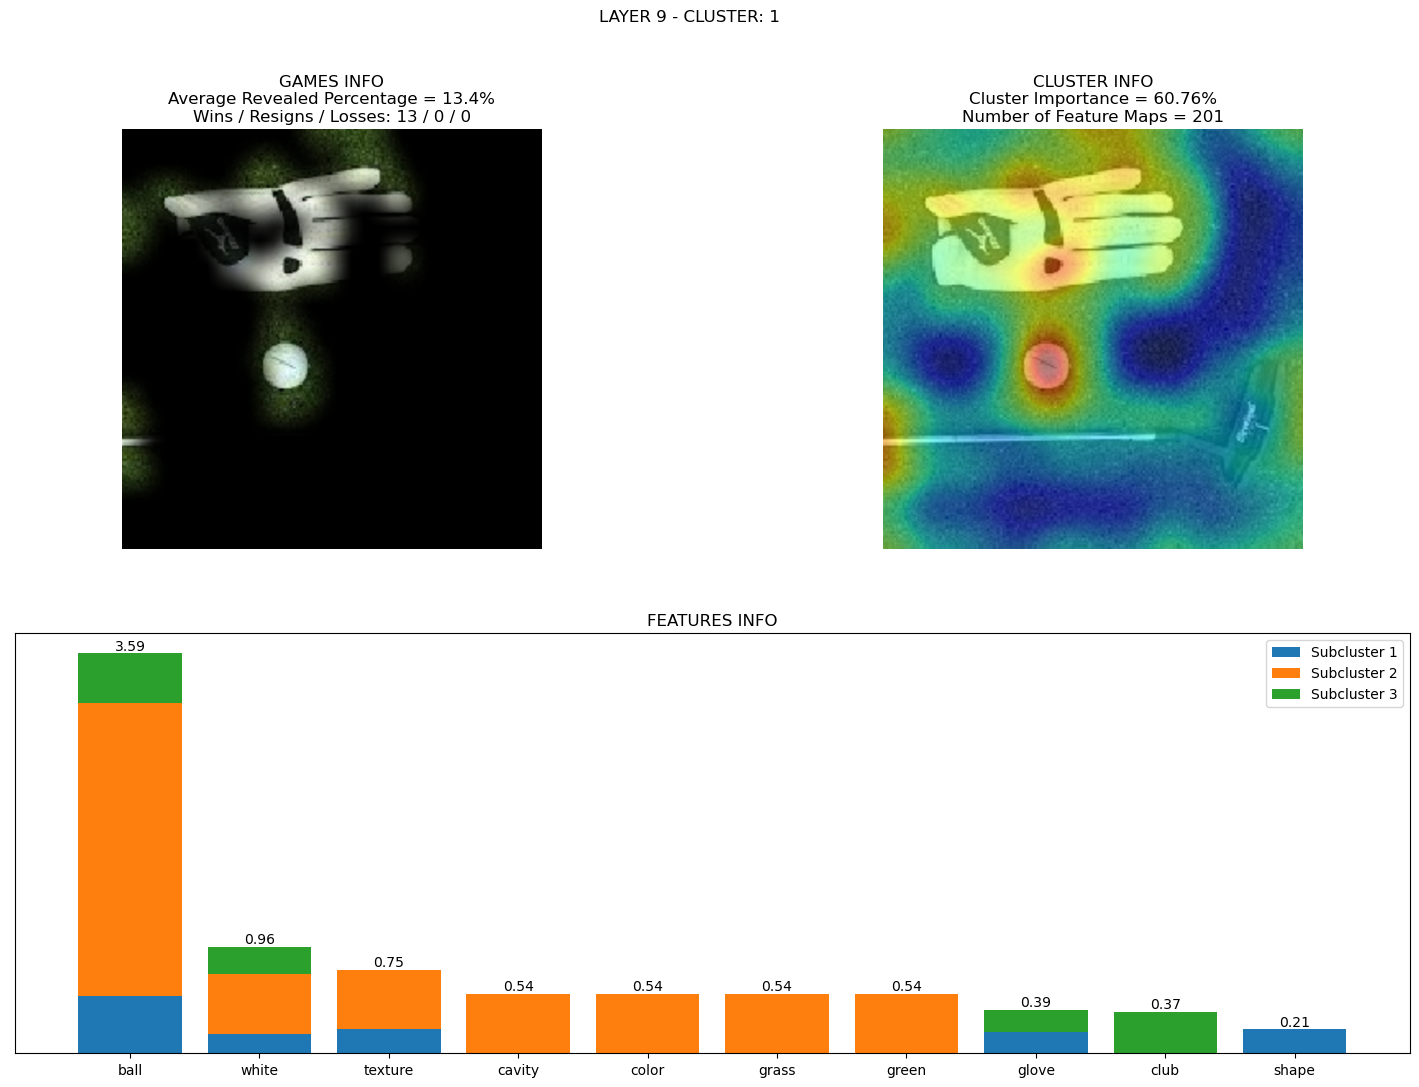 LAYER 9 - CLUSTER: 1
GAMES INFO
Average Revealed Percentage = 13.4%
Wins / Resigns / Losses: 13 / 0 / 0
CLUSTER INFO
Cluster Importance = 60.76%
Number of Feature Maps = 201
FEATURES INFO
Subcluster 1
Subcluster 2
Subcluster 3
3.59
0.96
0.75
0.54
0.54
0.54
0.54
0.39
0.37
0.21
ball
white
texture
cavity
color
grass
green
glove
club
shape